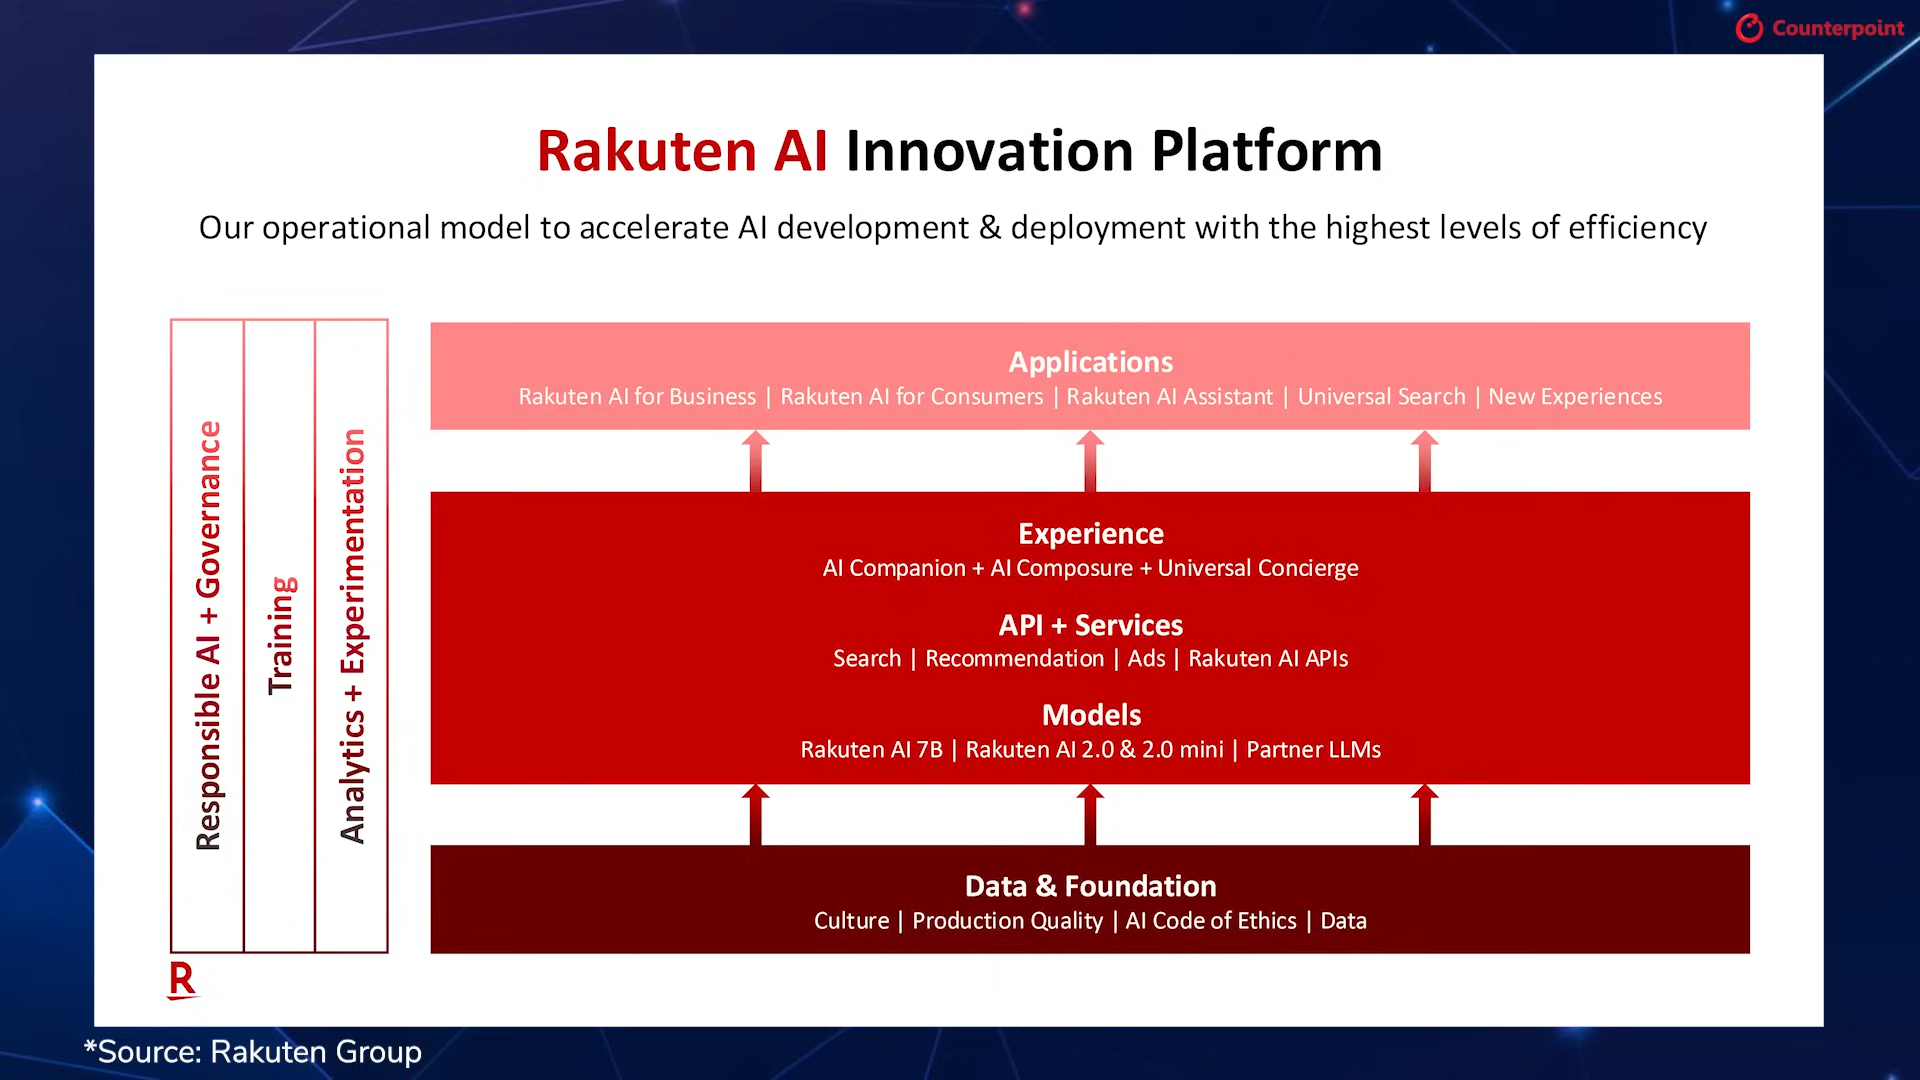 Counterpoint
Rakuten AI Innovation Platform
Our operational model to accelerate AI development & deployment with the highest levels of efficiency
Responsible AI + Governance
Training
Analytics + Experimentation
Applications
Rakuten AI for Business | Rakuten AI for Consumers | Rakuten AI Assistant | Universal Search | New Experiences
Experience
AI Companion + AI Composure + Universal Concierge
API + Services
Search | Recommendation | Ads | Rakuten AI APIs
Models
Rakuten AI 7B | Rakuten AI 2.0 & 2.0 mini | Partner LLMs
Data & Foundation
Culture | Production Quality | AI Code of Ethics | Data
R
*Source: Rakuten Group